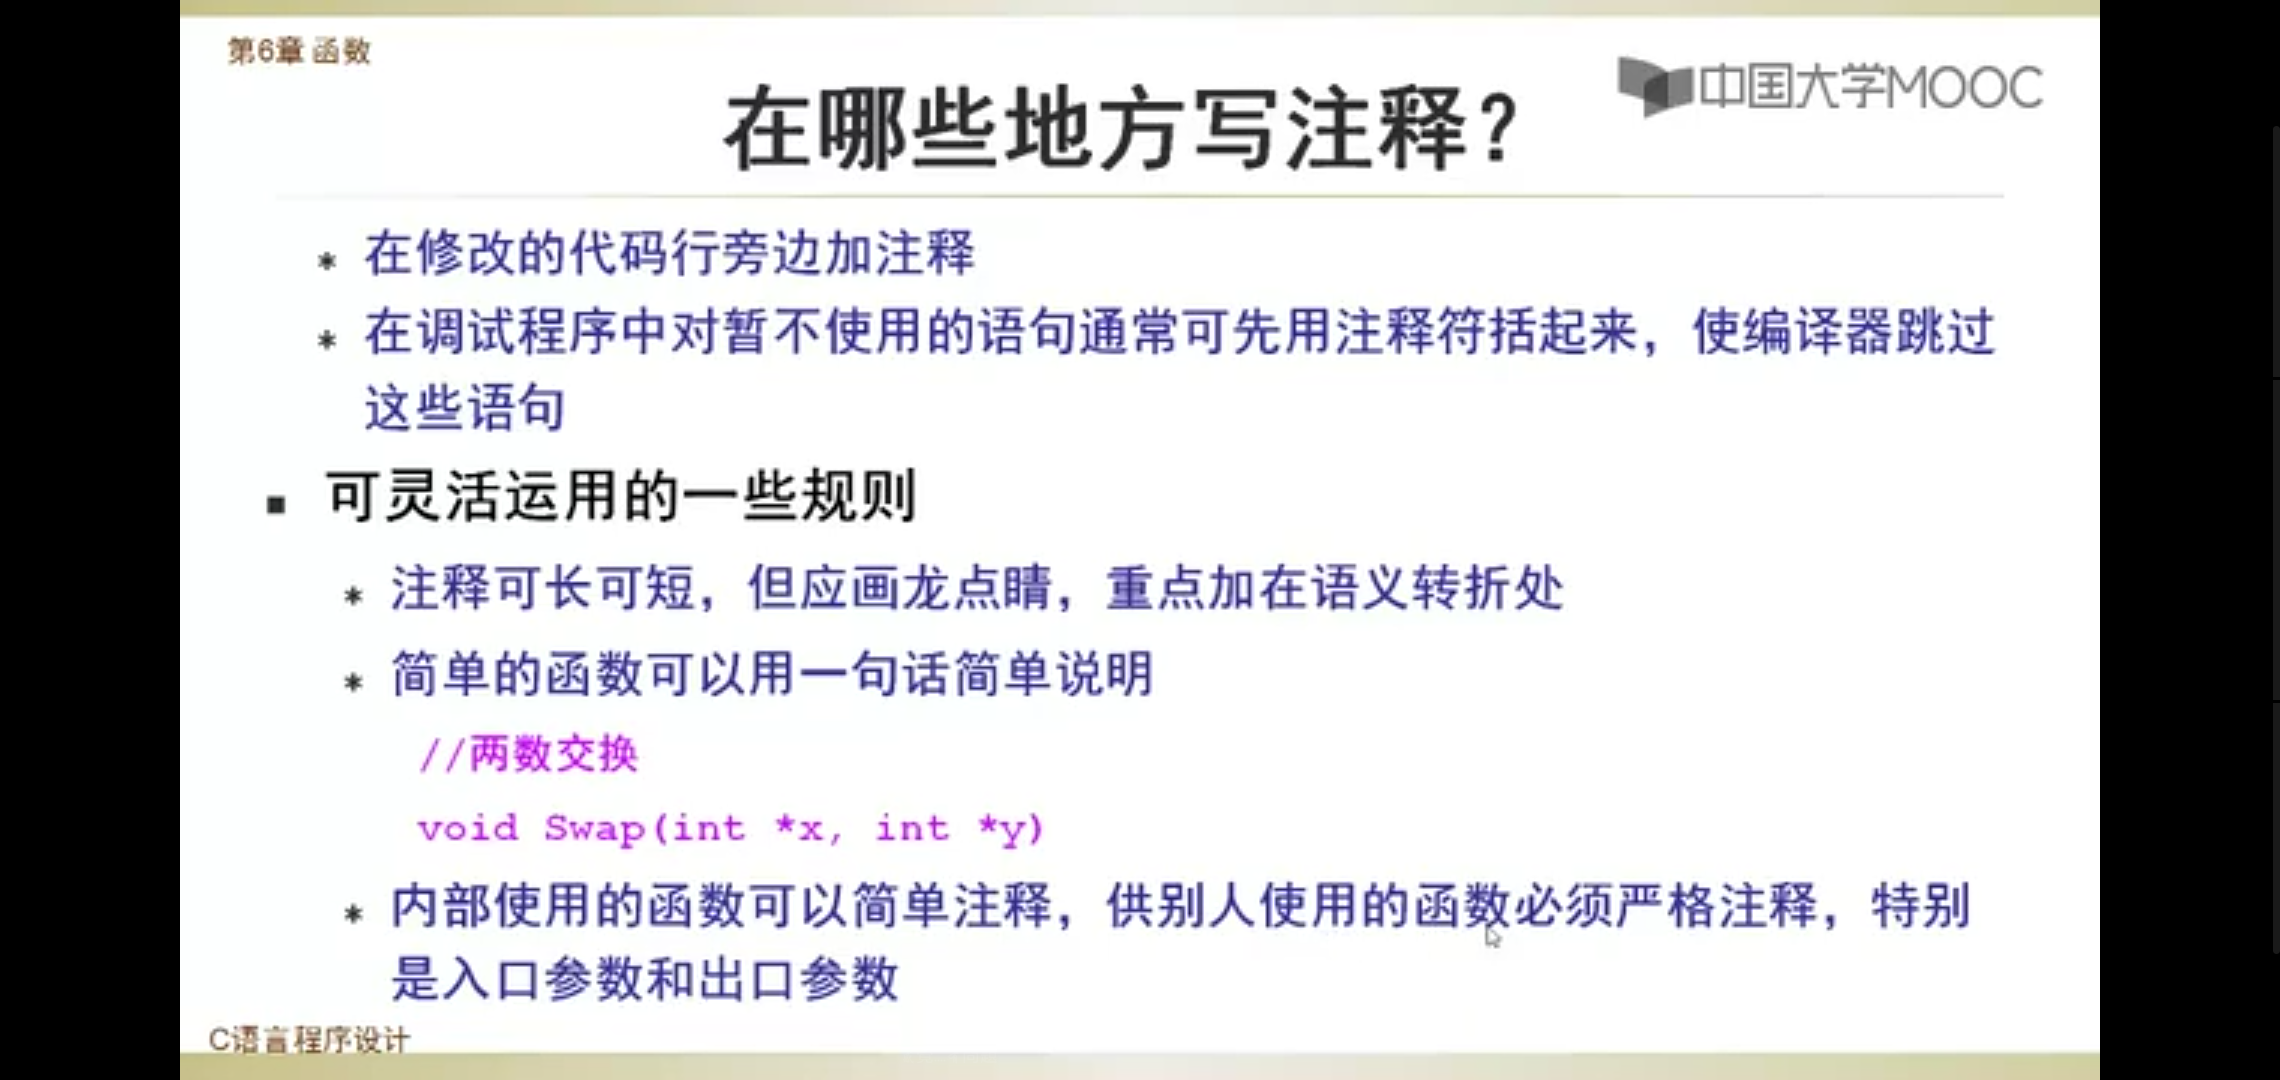 第6章 函数
中国大学MOOC
在哪些地方写注释？
* 在修改的代码行旁边加注释
* 在调试程序中对暂不使用的语句通常可先用注释符括起来，使编译器跳过
这些语句
■ 可灵活运用的一些规则
* 注释可长可短，但应画龙点睛，重点加在语义转折处
* 简单的函数可以用一句话简单说明
//两数交换
void Swap(int *x, int *y)
* 内部使用的函数可以简单注释，供别人使用的函数必须严格注释，特别
是入口参数和出口参数
C语言程序设计